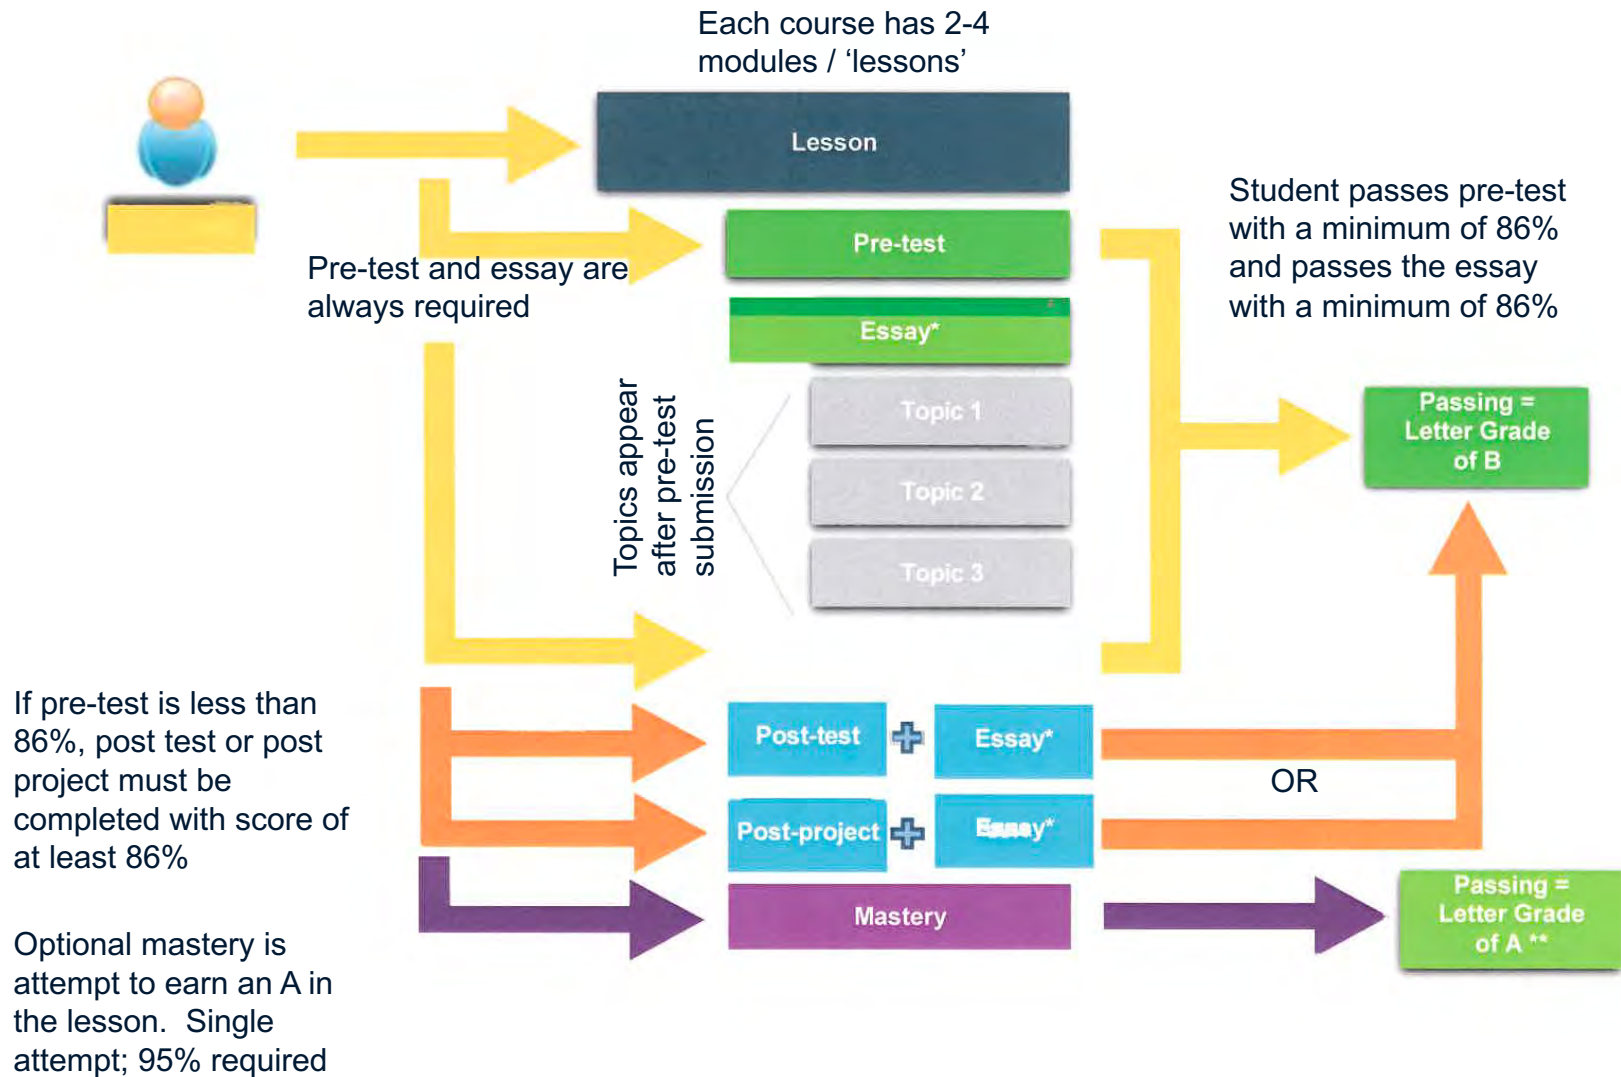 Each course has 2-4
modules / ‘lessons’
Lesson
Pre-test
Pre-test and essay are
always required
Essay*
Student passes pre-test
with a minimum of 86%
and passes the essay
with a minimum of 86%
Topics appear
after pre-test
submission
Topic 1
Topic 2
Topic 3
Passing =
Letter Grade
of B
If pre-test is less than
86%, post test or post
project must be
completed with score of
at least 86%
Post-test
Essay*
OR
Post-project
Essay*
Mastery
Passing =
Letter Grade
of A **
Optional mastery is
attempt to earn an A in
the lesson.  Single
attempt; 95% required